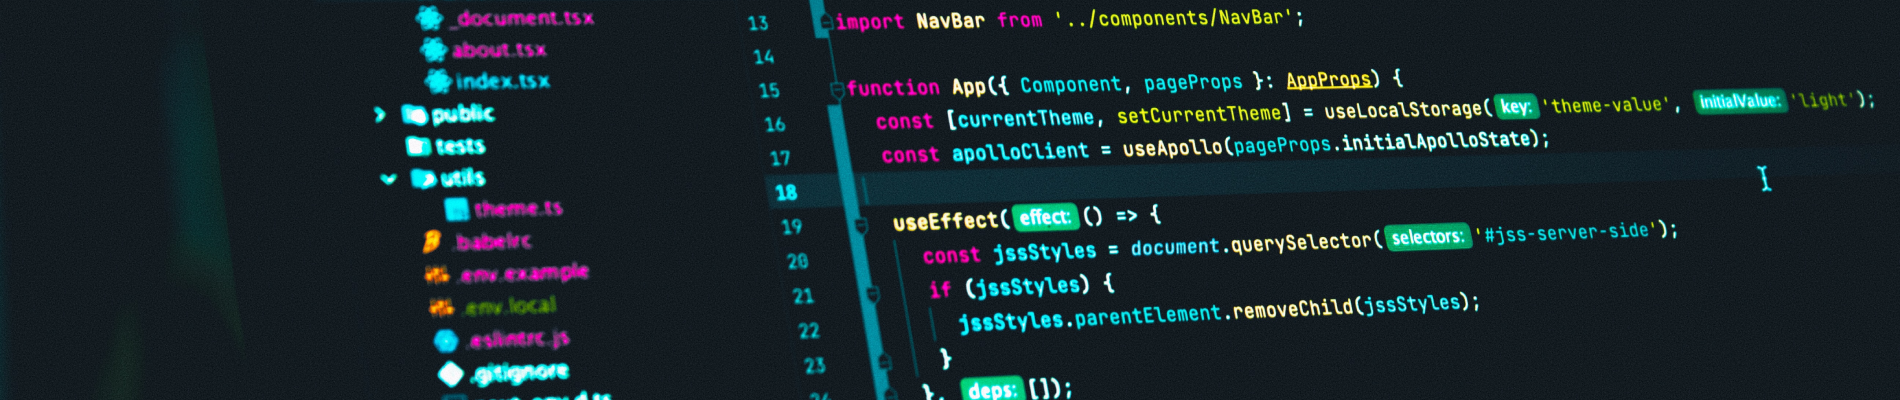 _document.tsx
about.tsx
index.tsx
public
tests
utils
theme.ts
.babelrc
.env.example
.env.local
.eslintrc.js
.gitignore
13 import NavBar from '../components/NavBar';
14
15 function App({ Component, pageProps }: AppProps) {
16 const [currentTheme, setCurrentTheme] = useLocalStorage( key: 'theme-value', initialValue: 'light');
17 const apolloClient = useApollo(pageProps.initialApolloState);
18
19 useEffect( effect: () => {
20 const jssStyles = document.querySelector( selectors: '#jss-server-side');
21 if (jssStyles) {
22 jssStyles.parentElement.removeChild(jssStyles);
23 }
24 }, deps: []);